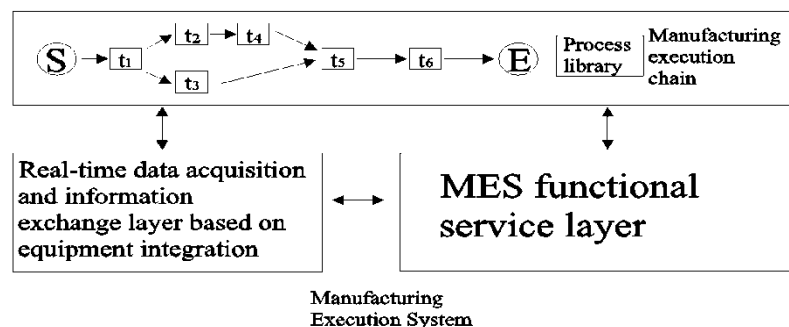 S t₁ t₂ t₄ t₃ t₅ t₆ E
Process
library
Manufacturing
execution
chain
Real-time data acquisition
and information
exchange layer based on
equipment integration
MES functional
service layer
Manufacturing
Execution System